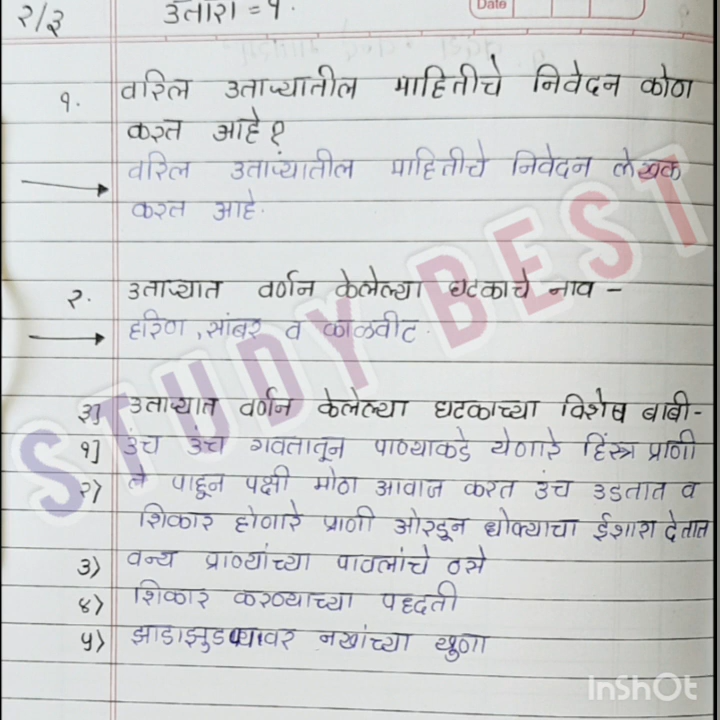 Date
२/३ उतारा = १.
१. वरिल उताऱ्यातील माहितीचे निवेदन कोण
करत आहे?
वरिल उताऱ्यातील माहितीचे निवेदन लेखक
करत आहे.
२. उताऱ्यात वर्णन केलेल्या घटकाचे नाव -
हरिण, सांबर व काळवीट.
३) उताऱ्यात वर्णन केलेल्या घटकाच्या विशेष बाबी-
१] उंच उंच गवतातून पाण्याकडे येणारे हिंस्त्र प्राणी
२) ते पाहून पक्षी मोठा आवाज करत उंच उडतात व
शिकार होणारे प्राणी ओरडून धोक्याचा ईशारा देतात
३) वन्य प्राण्यांच्या पावलांचे ठसे
४) शिकार करण्याच्या पद्दती
५) झाडाझुडप्यावर नखांच्या खुणा
STUDY BEST
InShOt